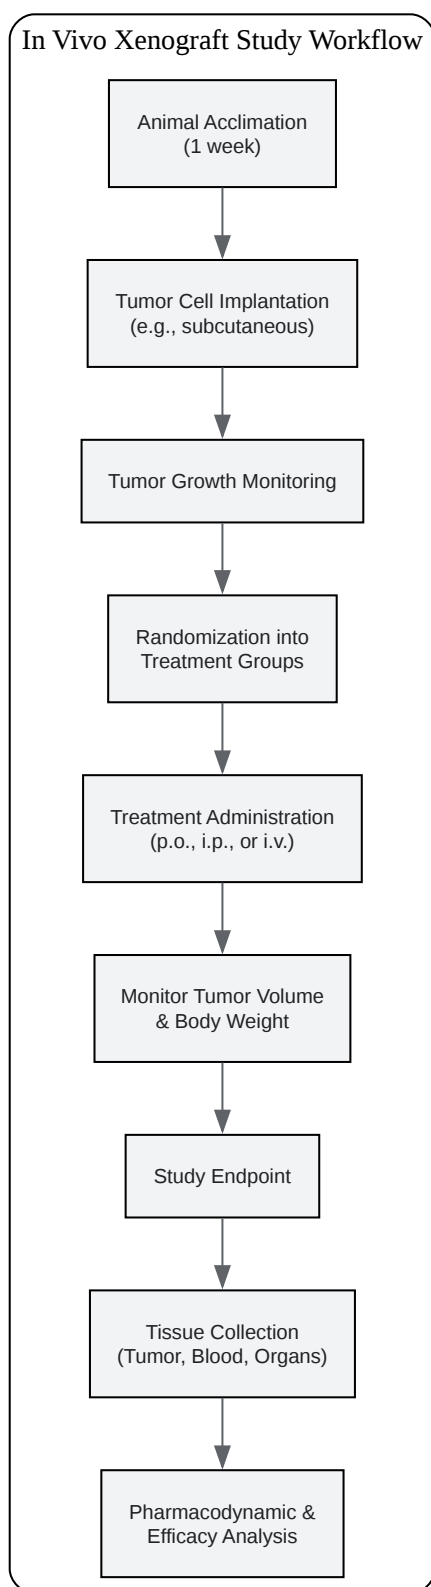 In Vivo Xenograft Study Workflow
Animal Acclimation
(1 week)
Tumor Cell Implantation
(e.g., subcutaneous)
Tumor Growth Monitoring
Randomization into
Treatment Groups
Treatment Administration
(p.o., i.p., or i.v.)
Monitor Tumor Volume
& Body Weight
Study Endpoint
Tissue Collection
(Tumor, Blood, Organs)
Pharmacodynamic &
Efficacy Analysis